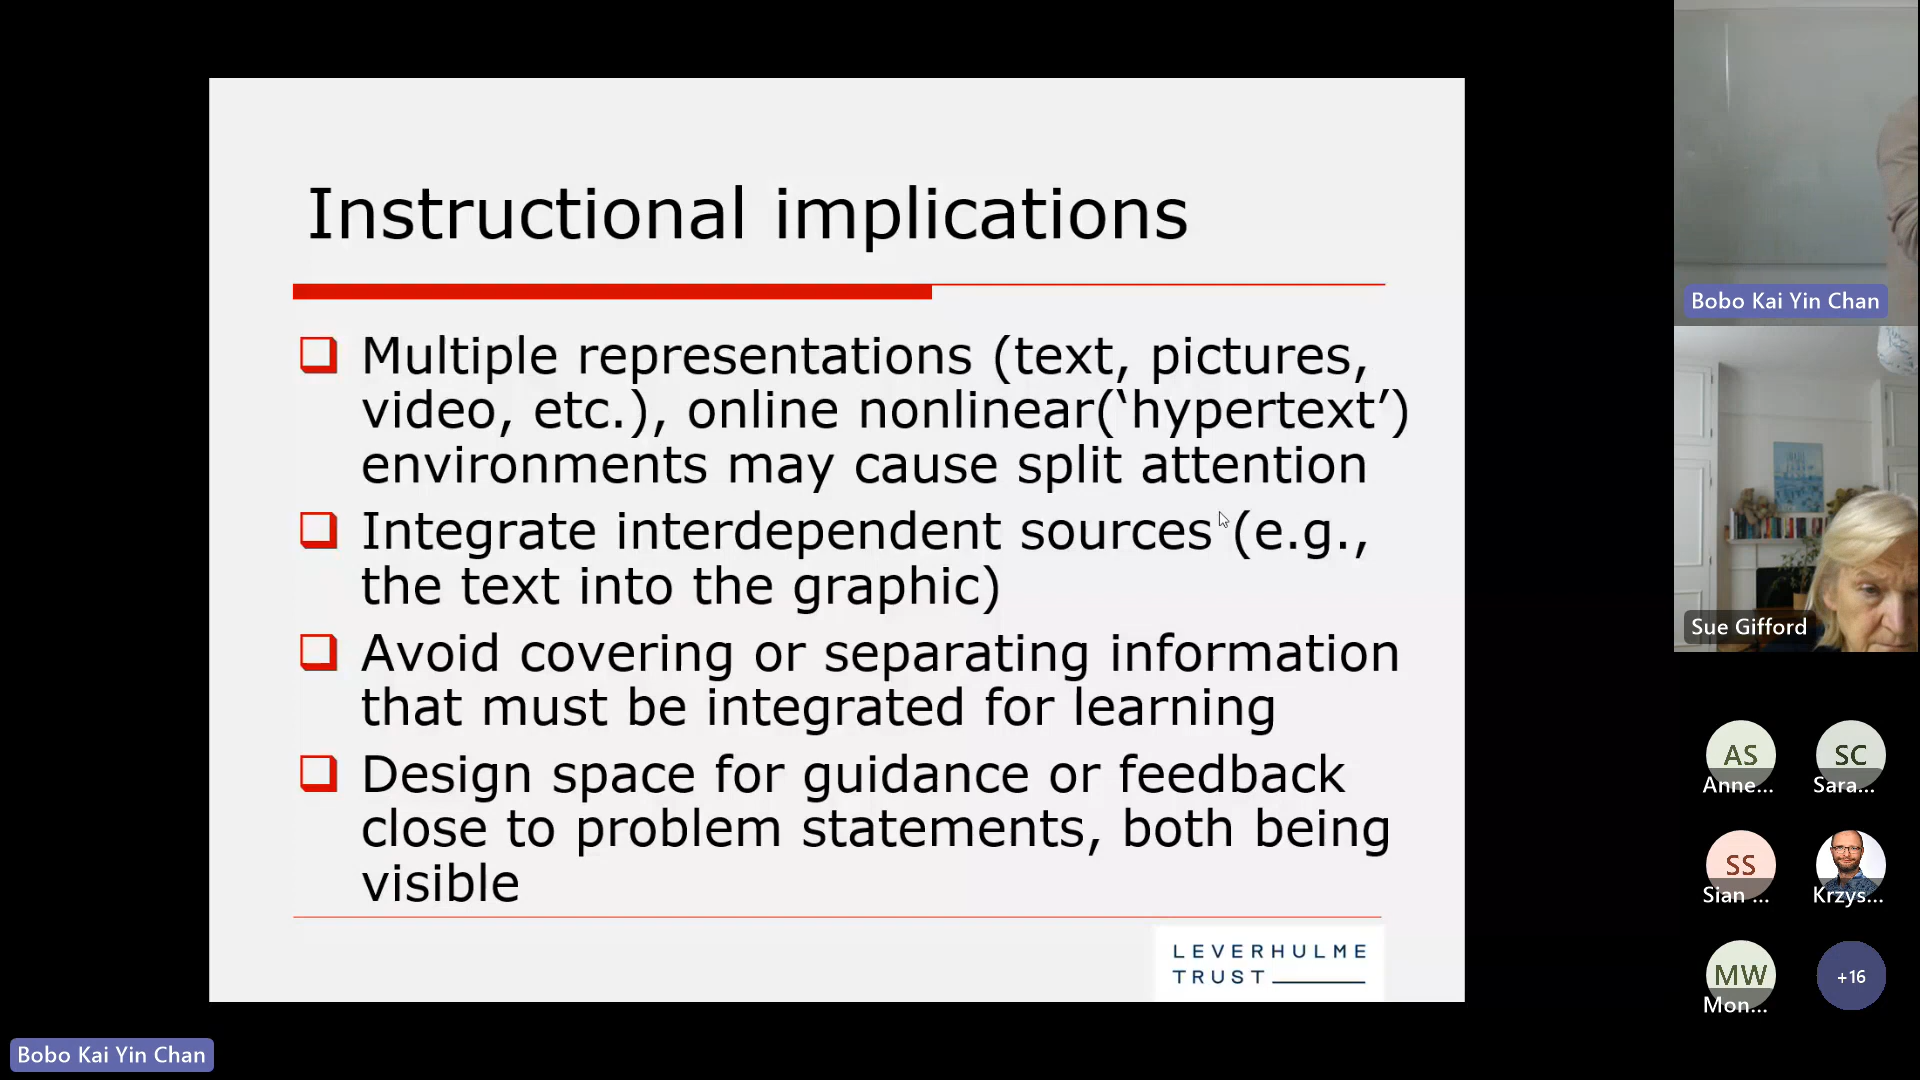 Instructional implications
Multiple representations (text, pictures,
video, etc.), online nonlinear(‘hypertext’)
environments may cause split attention
Integrate interdependent sources (e.g.,
the text into the graphic)
Avoid covering or separating information
that must be integrated for learning
Design space for guidance or feedback
close to problem statements, both being
visible
LEVERHULME
TRUST
Bobo Kai Yin Chan
Bobo Kai Yin Chan
Sue Gifford
AS
Anne...
SC
Sara...
SS
Sian ...
Krzys...
MW
Mon...
+16